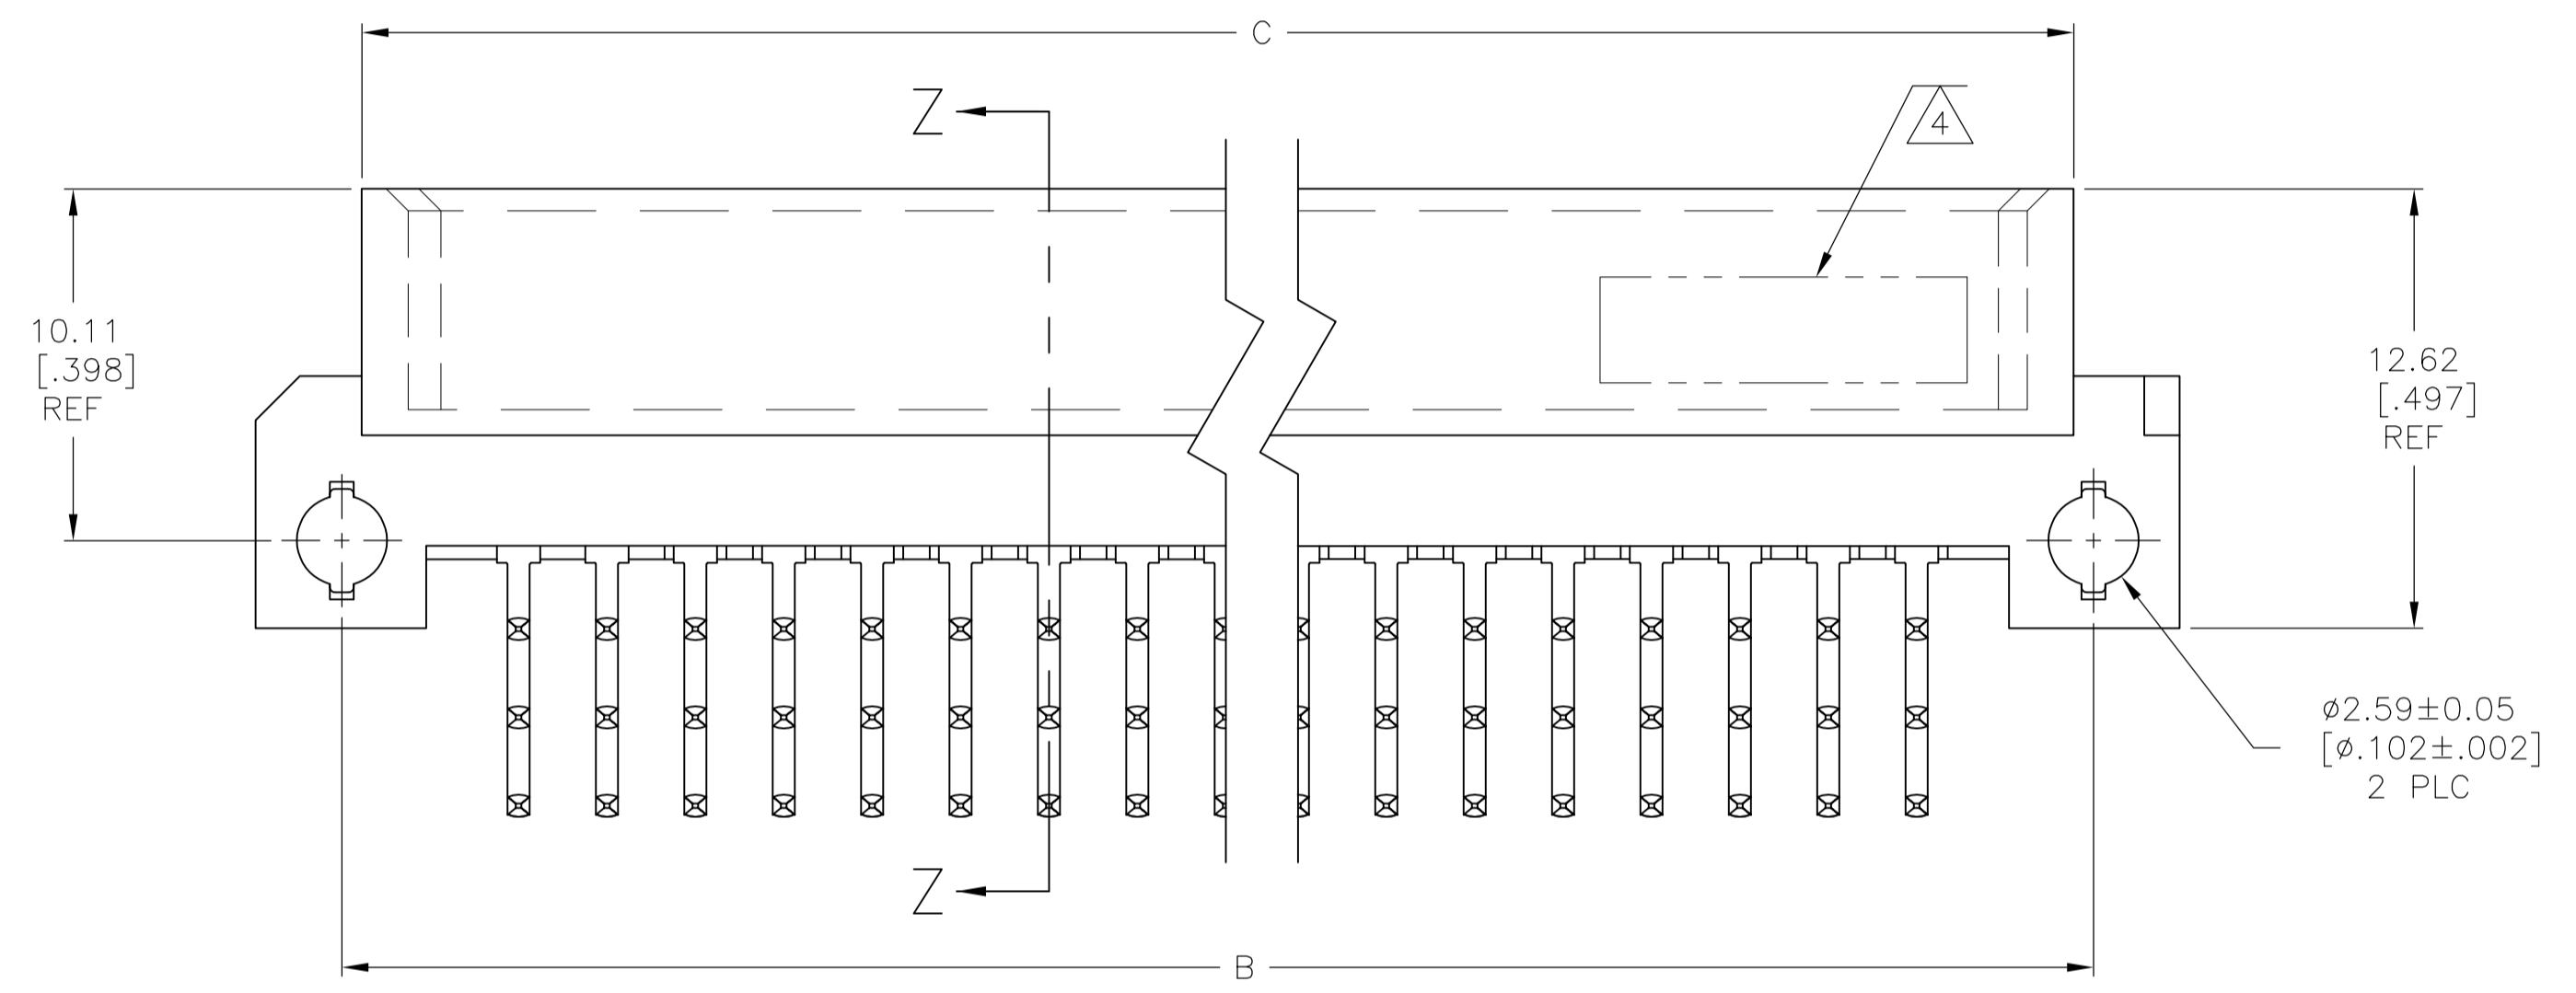 C
Z
4
10.11
[.398]
REF
12.62
[.497]
REF
ø2.59±0.05
[ø.102±.002]
2 PLC
Z
B